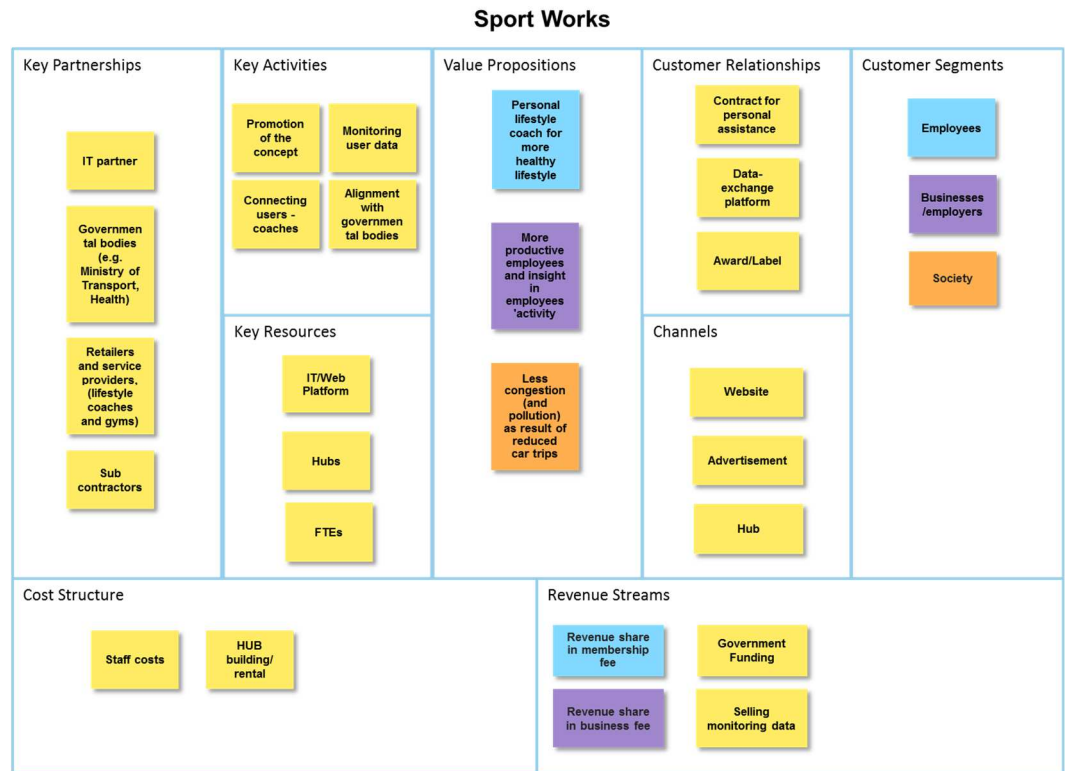 Sport Works
Key Partnerships
IT partner
Governmen
tal bodies
(e.g.
Ministry of
Transport,
Health)
Retailers
and service
providers,
(lifestyle
coaches
and gyms)
Sub
contractors
Key Activities
Promotion
of the
concept
Monitoring
user data
Connecting
users -
coaches
Alignment
with
governmen
tal bodies
Key Resources
IT/Web
Platform
Hubs
FTEs
Value Propositions
Personal
lifestyle
coach for
more
healthy
lifestyle
More
productive
employees
and insight
in
employees
'activity
Less
congestion
(and
pollution)
as result of
reduced
car trips
Customer Relationships
Contract for
personal
assistance
Data-
exchange
platform
Award/Label
Channels
Website
Advertisement
Hub
Customer Segments
Employees
Businesses
/employers
Society
Cost Structure
Staff costs
HUB
building/
rental
Revenue Streams
Revenue share
in membership
fee
Government
Funding
Revenue share
in business fee
Selling
monitoring data